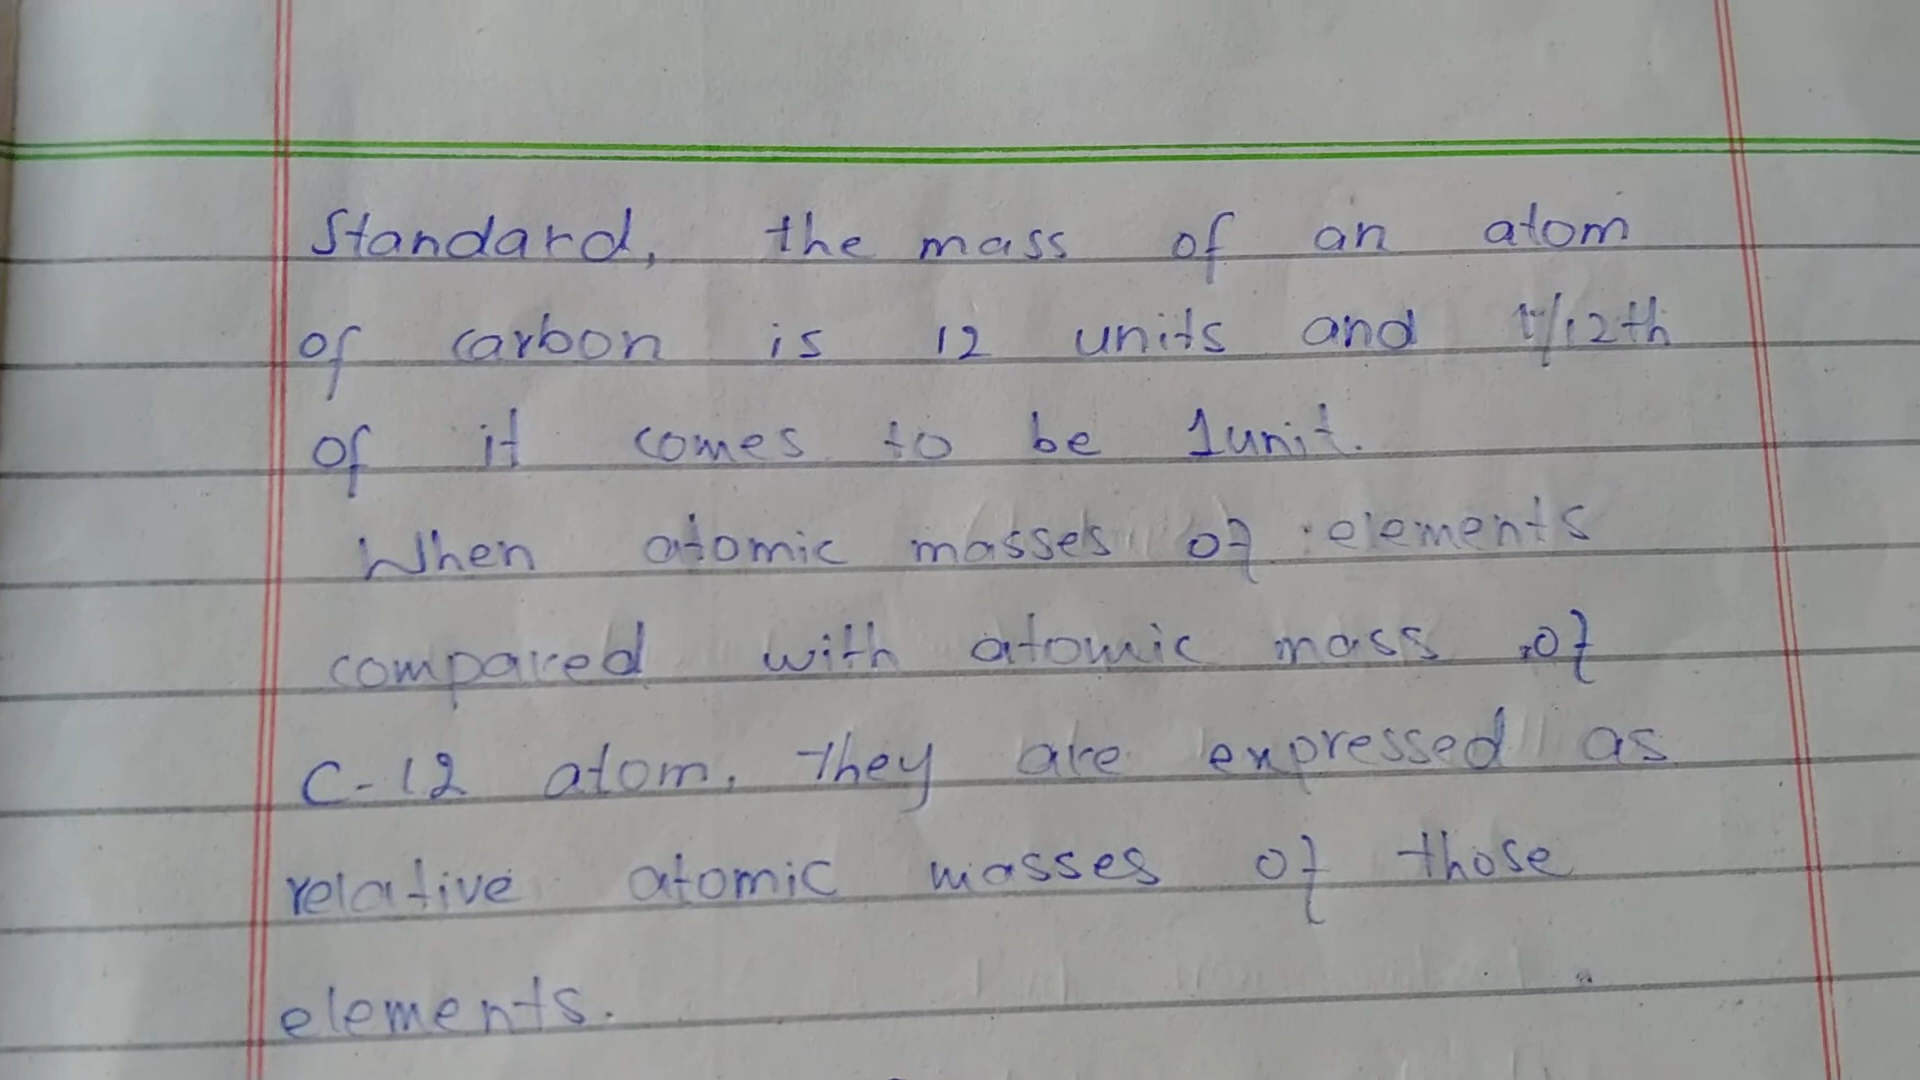 Standard, the mass of an atom
of carbon is 12 units and 1/12th
of it comes to be 1unit.
When atomic masses of elements
compared with atomic mass of
C-12 atom, they are expressed as
relative atomic masses of those
elements.